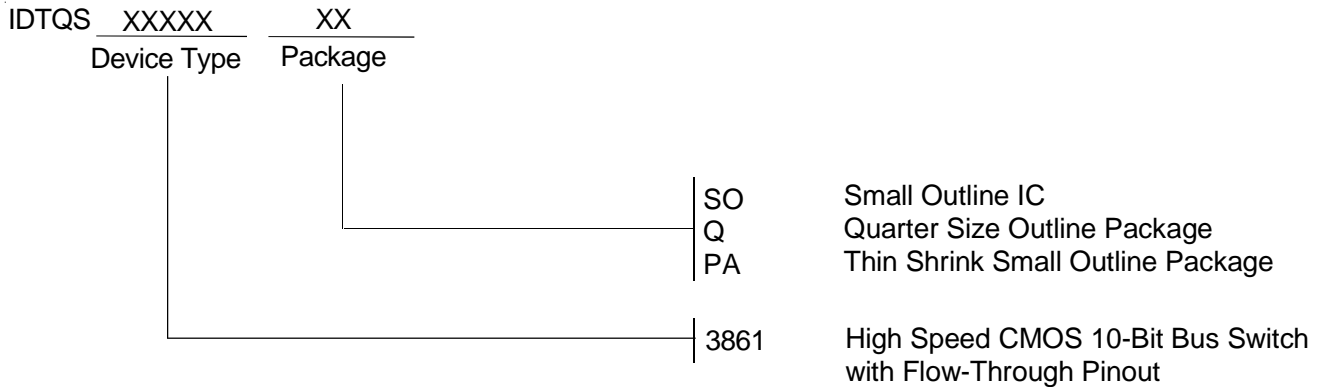 IDTQS XXXXX XX
Device Type Package
SO Small Outline IC
Q Quarter Size Outline Package
PA Thin Shrink Small Outline Package
3861 High Speed CMOS 10-Bit Bus Switch
with Flow-Through Pinout